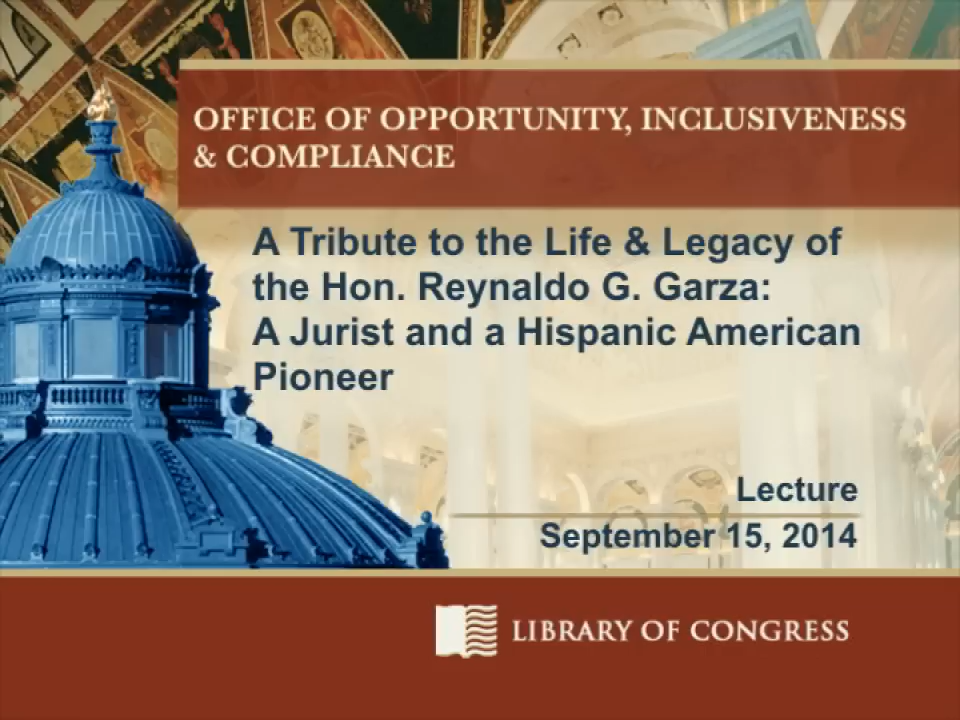 OFFICE OF OPPORTUNITY, INCLUSIVENESS
& COMPLIANCE
A Tribute to the Life & Legacy of
the Hon. Reynaldo G. Garza:
A Jurist and a Hispanic American
Pioneer
Lecture
September 15, 2014
LIBRARY OF CONGRESS